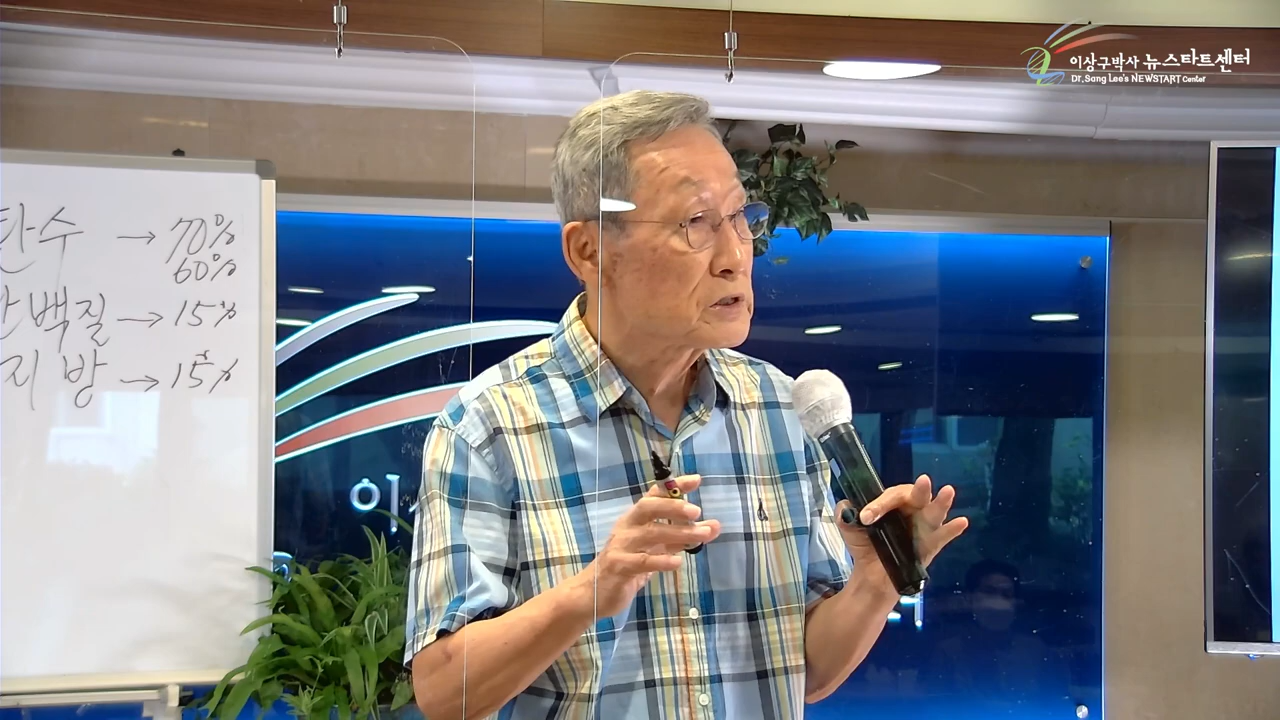 이상구박사 뉴스타트센터
Dr. Sang Lee's NEWSTART Center
탄수 → 70%
60%
단백질 → 15%
지방 → 15%
이